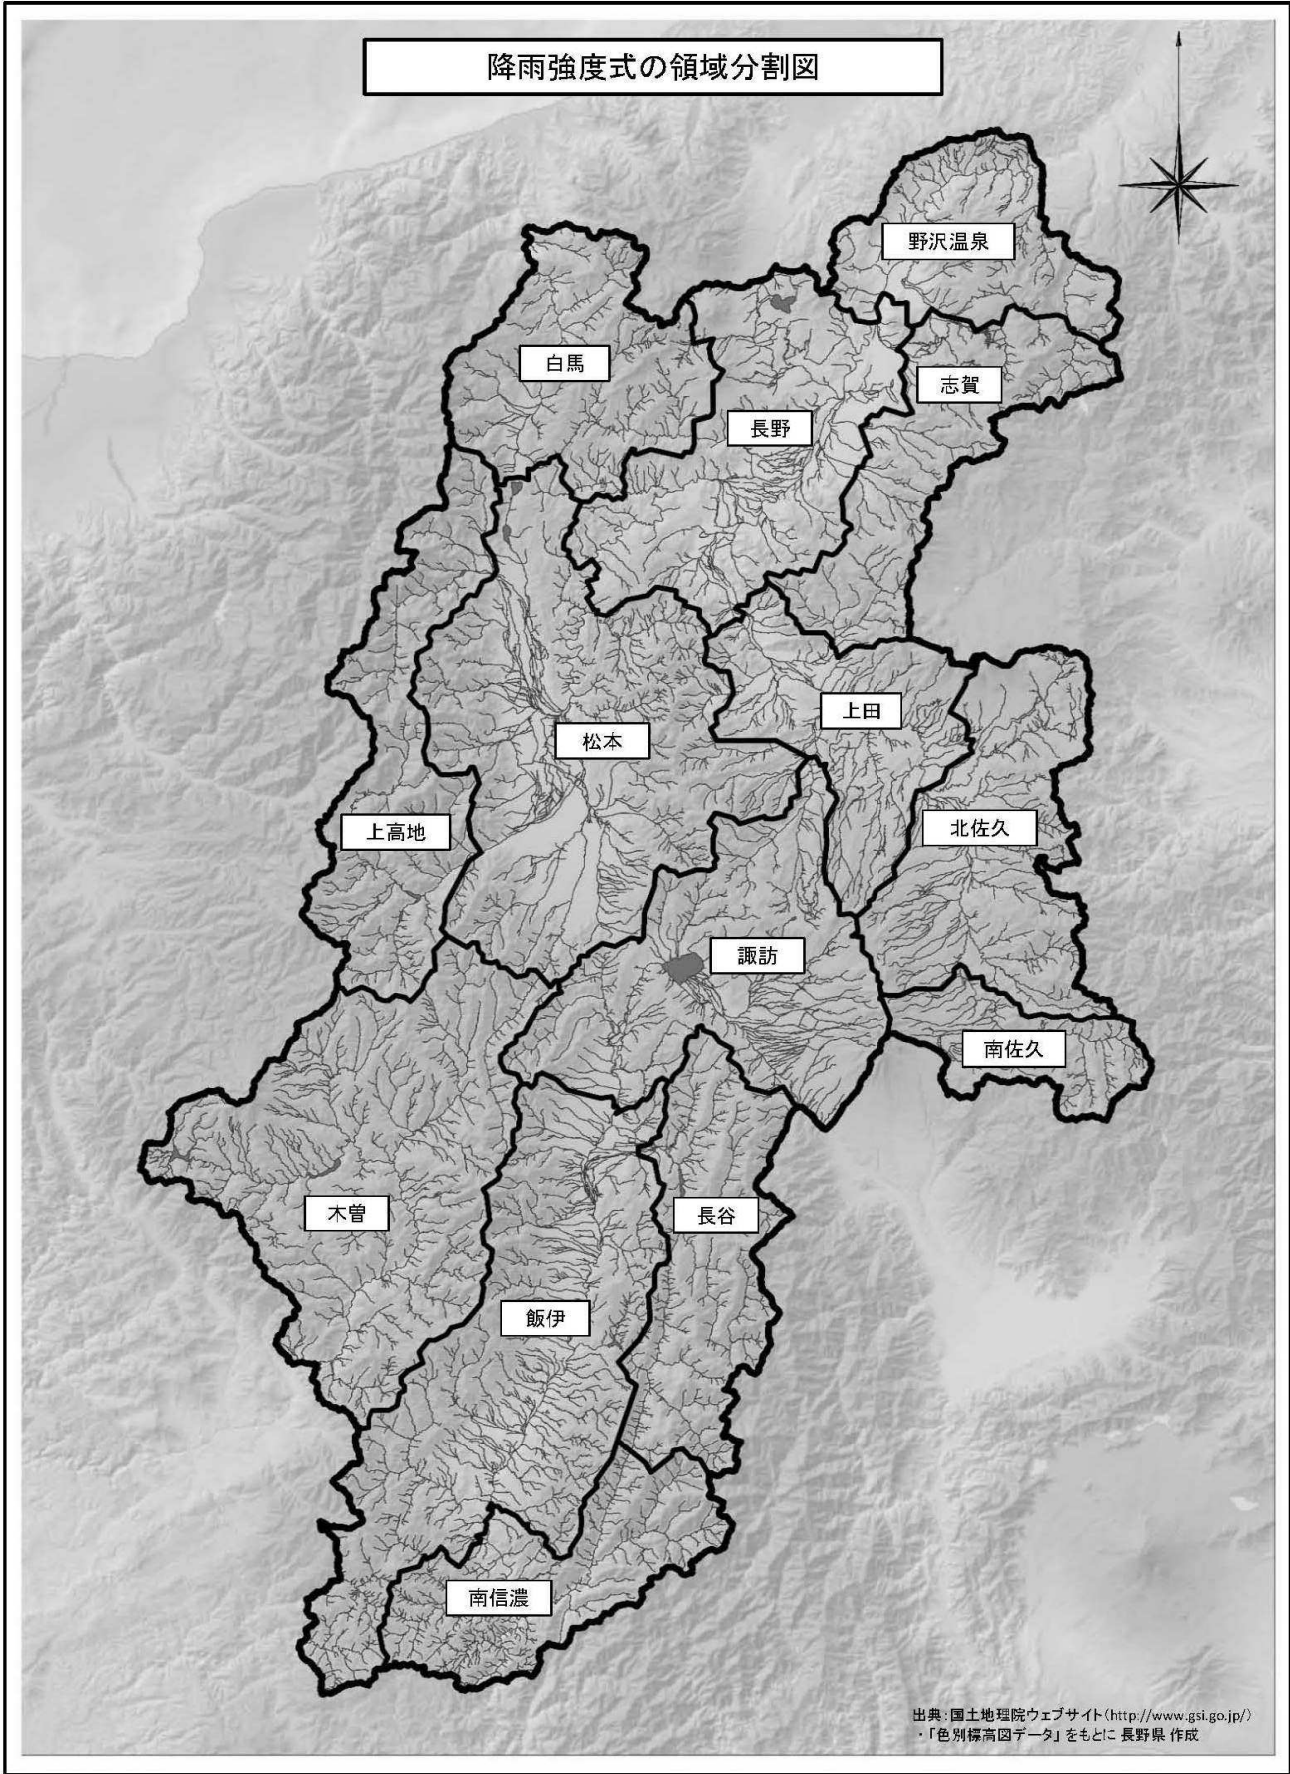 降雨強度式の領域分割図
野沢温泉
白馬
志賀
長野
上田
松本
上高地
北佐久
諏訪
南佐久
木曽
長谷
飯伊
南信濃
出典:国土地理院ウェブサイト(http://www.gsi.go.jp/)
・「色別標高図データ」をもとに 長野県 作成